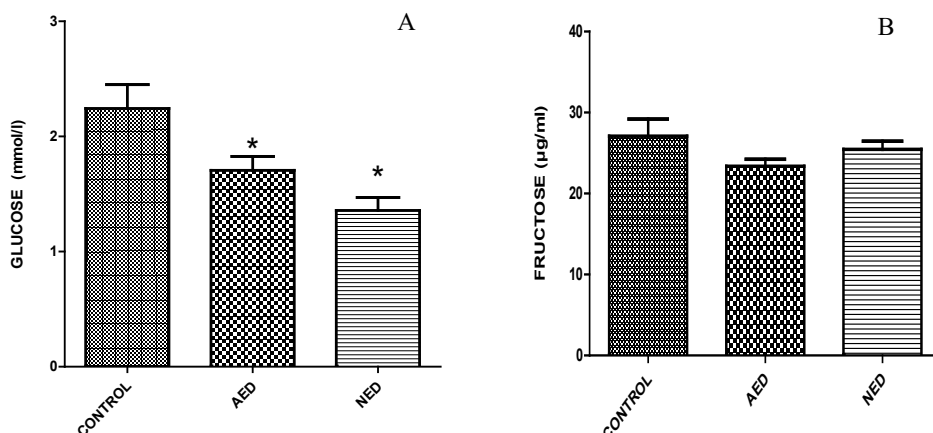 A
GLUCOSE (mmol/l)
3
2
1
0
*
*
CONTROL
AED
NED
B
FRUCTOSE (µg/ml)
40
30
20
10
0
CONTROL
AED
NED